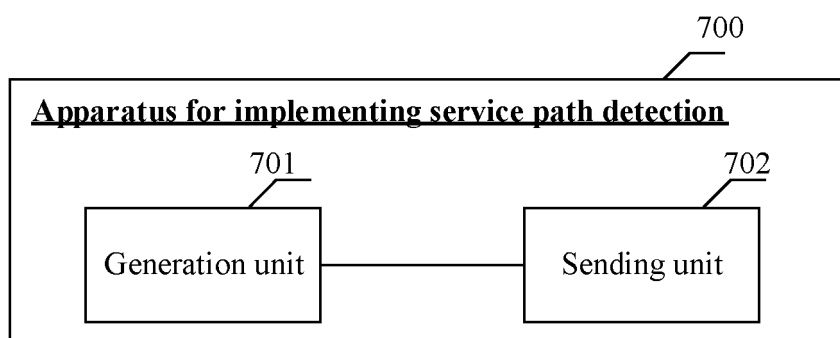 700
Apparatus for implementing service path detection
701
702
Generation unit
Sending unit